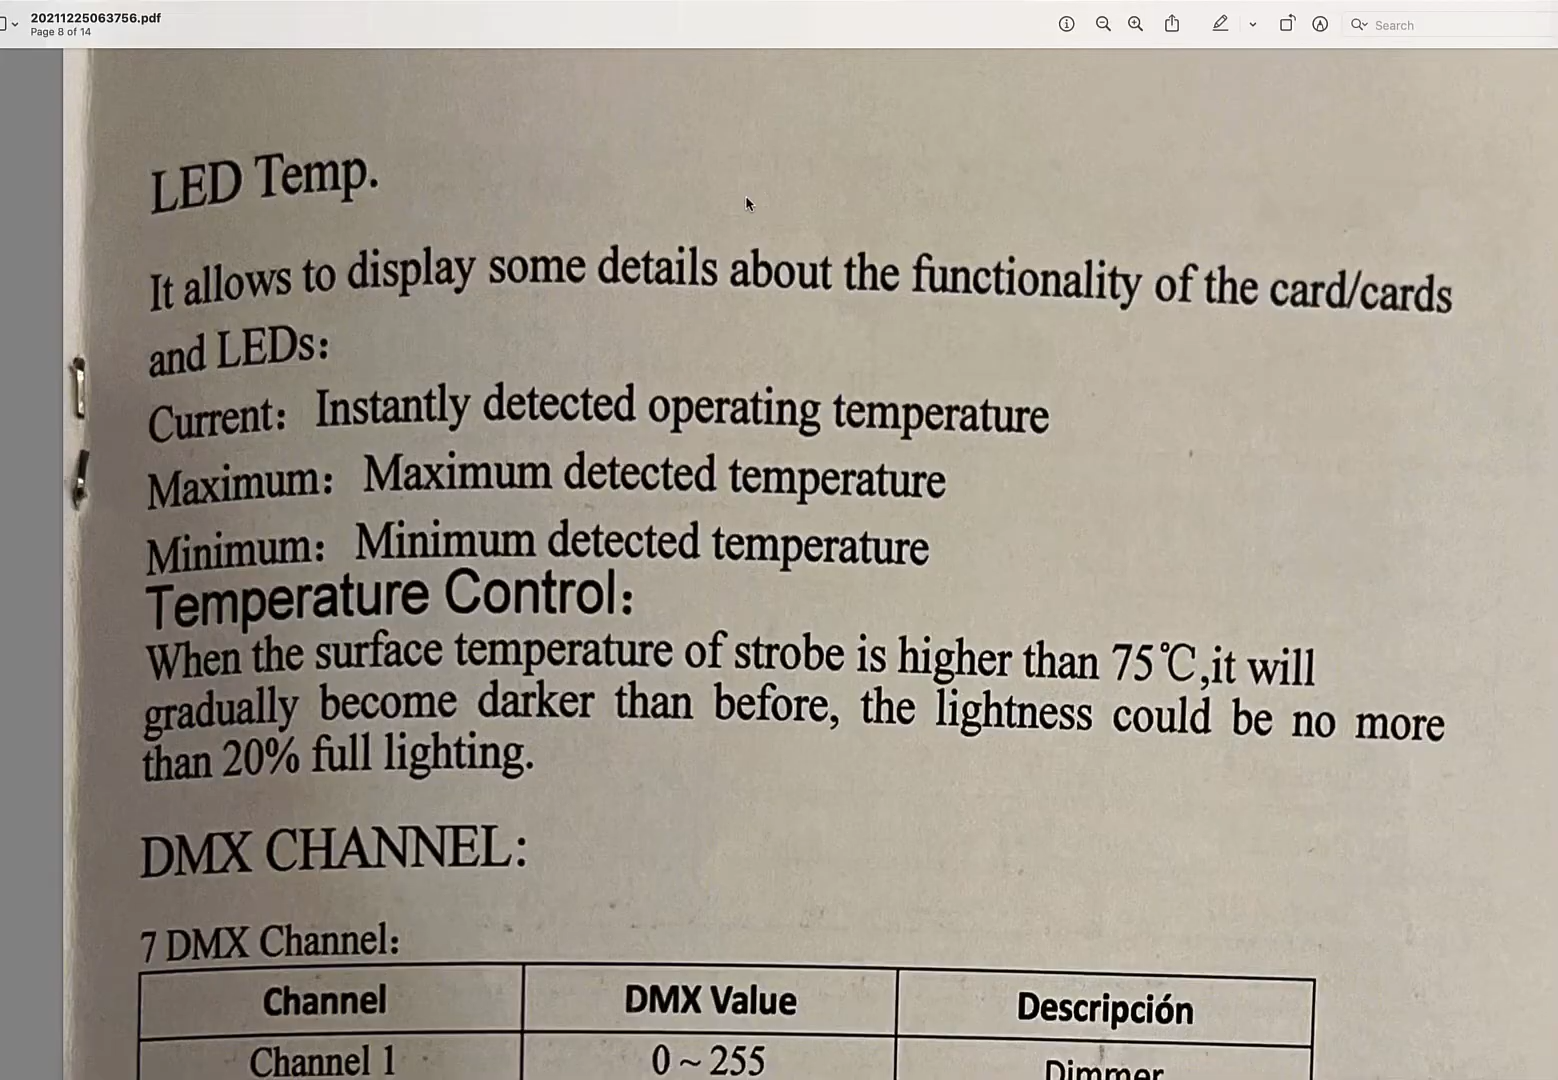 20211225063756.pdf
Page 8 of 14
Search
LED Temp.
It allows to display some details about the functionality of the card/cards
and LEDs:
Current: Instantly detected operating temperature
Maximum: Maximum detected temperature
Minimum: Minimum detected temperature
Temperature Control:
When the surface temperature of strobe is higher than 75℃,it will
gradually become darker than before, the lightness could be no more
than 20% full lighting.
DMX CHANNEL:
7 DMX Channel:
Channel DMX Value Descripción
Channel 1 0 ~ 255 Dimmer